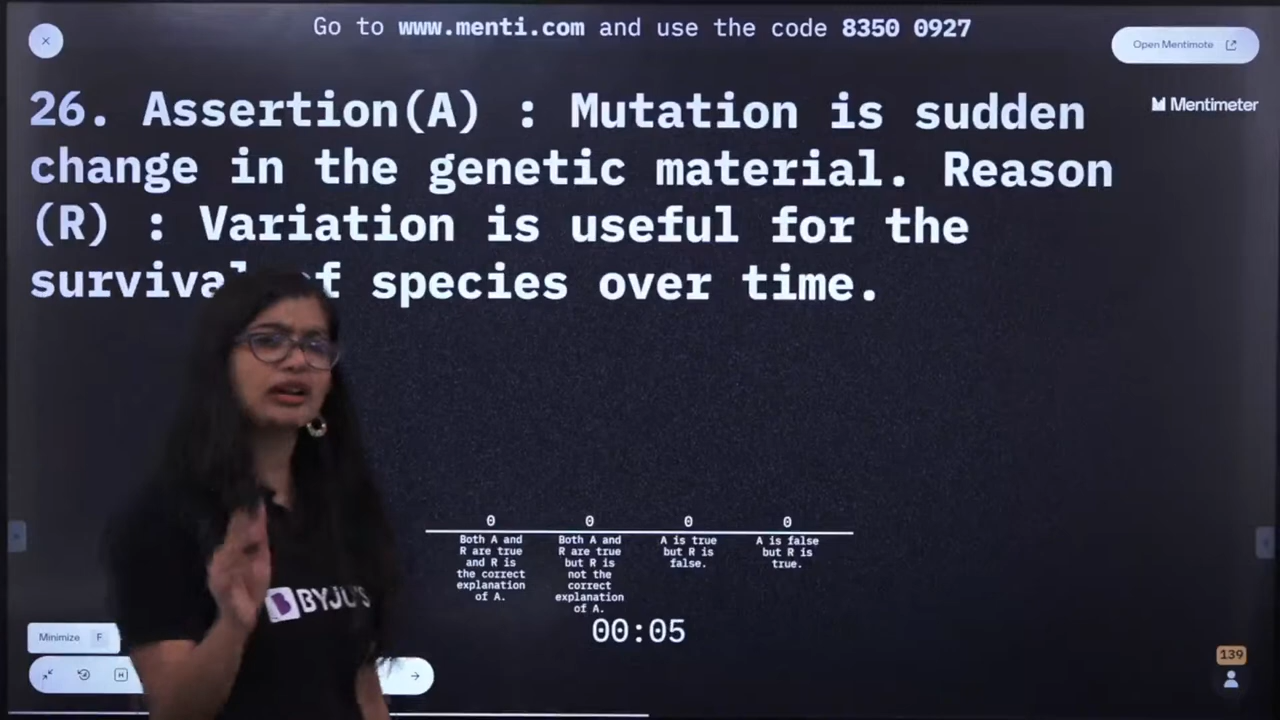 Go to www.menti.com and use the code 8350 0927
Open Mentimote
Mentimeter
26. Assertion(A) : Mutation is sudden
change in the genetic material. Reason
(R) : Variation is useful for the
species over time.
0 0 0 0
Both A and
R are true
and R is
the correct
explanation
of A.
Both A and
R are true
but R is
not the
correct
explanation
of A.
A is true
but R is
false.
A is false
but R is
true.
00:05
BYJU'S
Minimize F
H
139